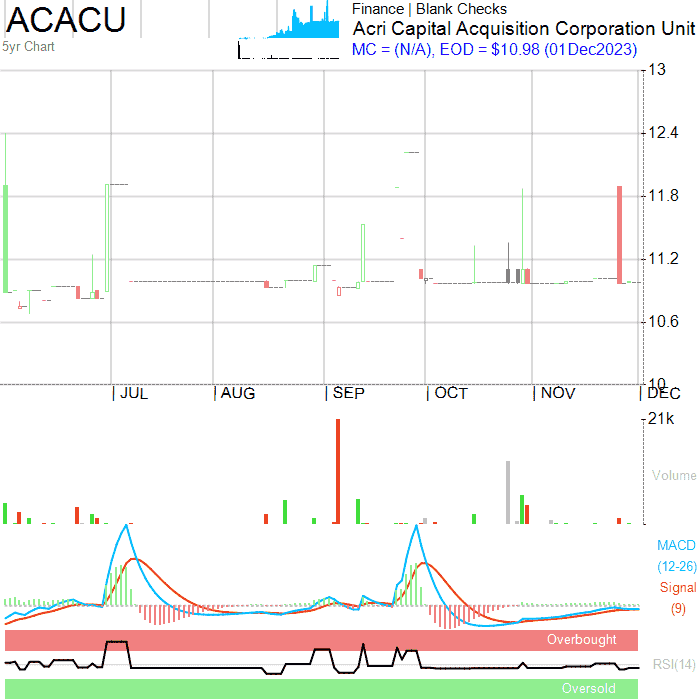 ACACU
5yr Chart
Finance | Blank Checks
Acri Capital Acquisition Corporation Unit
MC = (N/A), EOD = $10.98 (01Dec2023)
13
12.4
11.8
11.2
10.6
10
| JUL | AUG | SEP | OCT | NOV | DEC
21k
Volume
MACD
(12-26)
Signal
(9)
Overbought
RSI(14)
Oversold